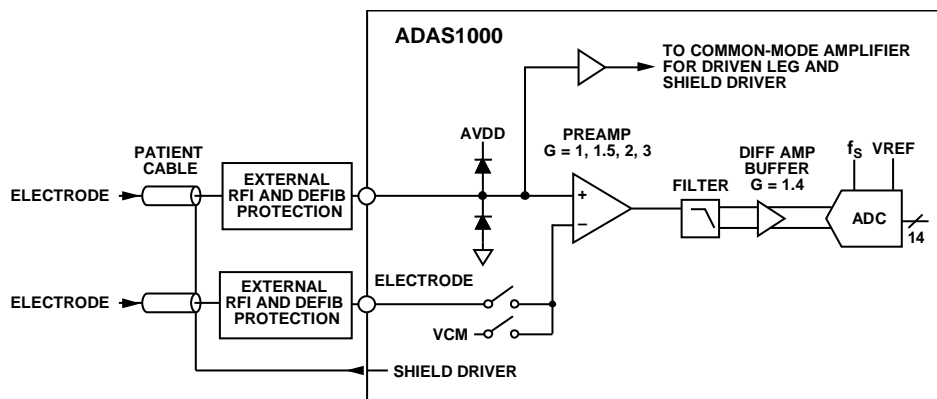 ADAS1000
TO COMMON-MODE AMPLIFIER
FOR DRIVEN LEG AND
SHIELD DRIVER
AVDD
PREAMP
G = 1, 1.5, 2, 3
PATIENT
CABLE
DIFF AMP
BUFFER
G = 1.4
fS VREF
ELECTRODE
EXTERNAL
RFI AND DEFIB
PROTECTION
+
–
FILTER
ADC
14
ELECTRODE
ELECTRODE
EXTERNAL
RFI AND DEFIB
PROTECTION
VCM
SHIELD DRIVER